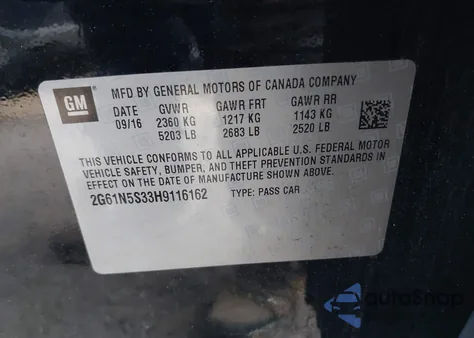 GM
MFD BY GENERAL MOTORS OF CANADA COMPANY
DATE GVWR GAWR FRT GAWR RR
09/16 2360 KG 1217 KG 1143 KG
5203 LB 2683 LB 2520 LB
THIS VEHICLE CONFORMS TO ALL APPLICABLE U.S. FEDERAL MOTOR
VEHICLE SAFETY, BUMPER, AND THEFT PREVENTION STANDARDS IN
EFFECT ON THE DATE OF MANUFACTURE SHOWN ABOVE.
2G61N5S33H9116162 TYPE: PASS CAR
autoSnap